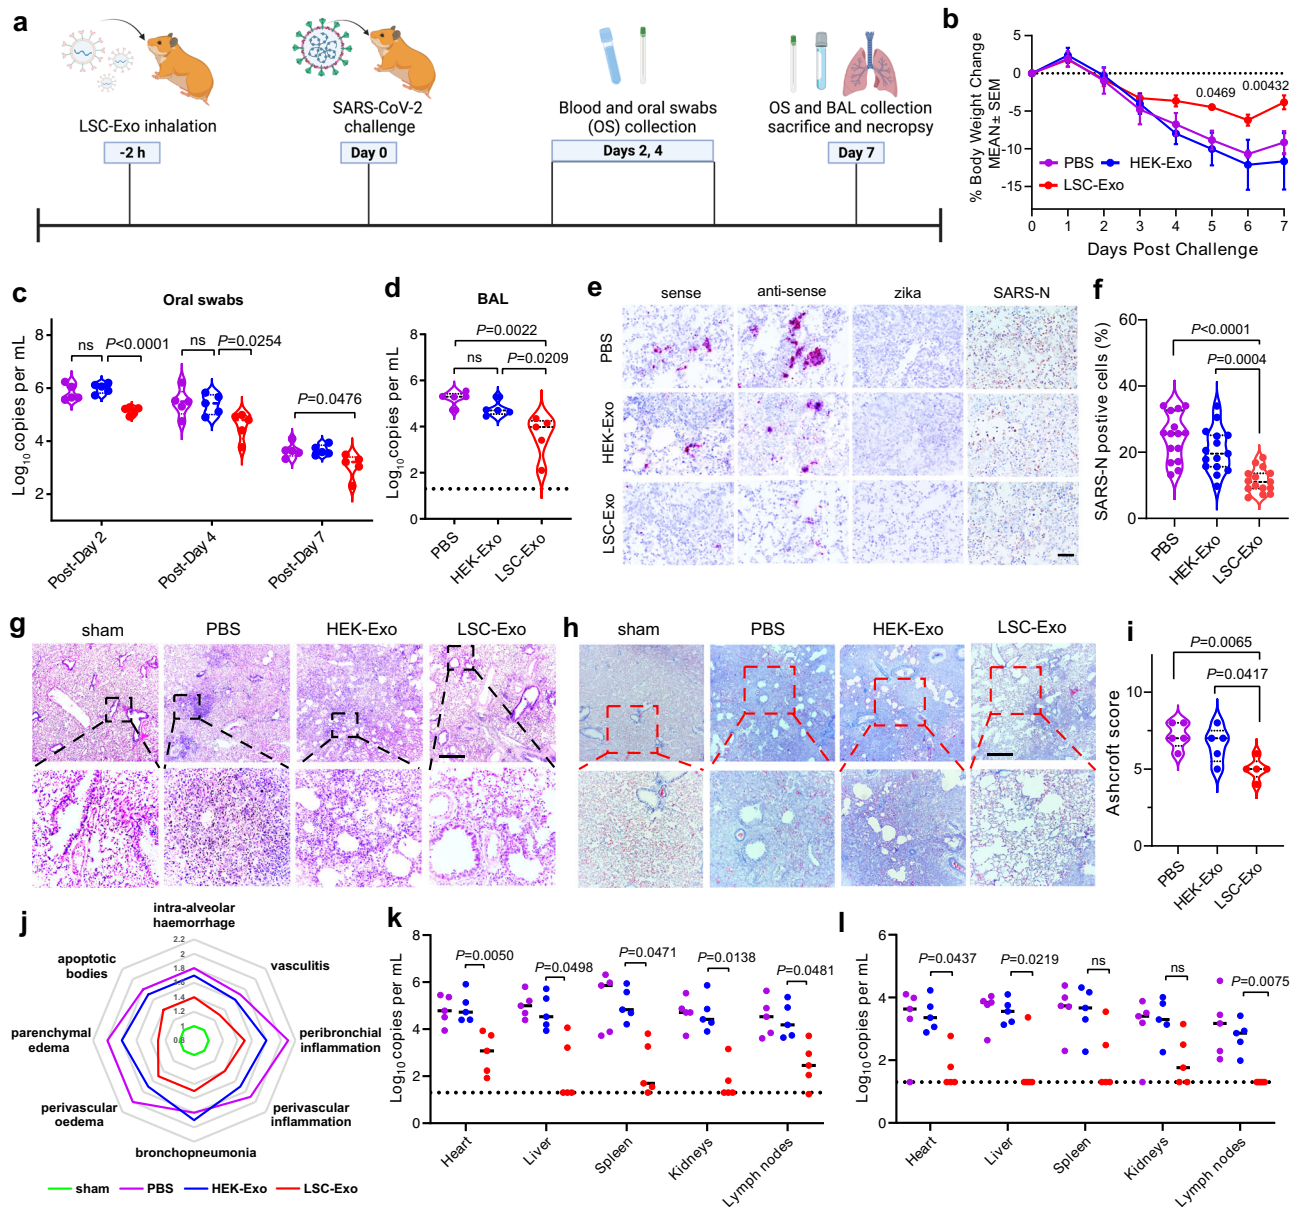 a
LSC-Exo inhalation
-2 h
SARS-CoV-2
challenge
Day 0
Blood and oral swabs
(OS) collection
Days 2, 4
OS and BAL collection
sacrifice and necropsy
Day 7
b
% Body Weight Change
MEAN± SEM
5
0
-5
-10
-15
0.0469
0.00432
PBS
HEK-Exo
LSC-Exo
0 1 2 3 4 5 6 7
Days Post Challenge
c
Oral swabs
Log10 copies per mL
8
6
4
2
ns
P<0.0001
ns
P=0.0254
P=0.0476
Post-Day 2
Post-Day 4
Post-Day 7
d
BAL
Log10 copies per mL
8
6
4
2
0
P=0.0022
ns
P=0.0209
PBS
HEK-Exo
LSC-Exo
e
sense
anti-sense
zika
SARS-N
PBS
HEK-Exo
LSC-Exo
f
SARS-N postive cells (%)
60
40
20
0
P<0.0001
P=0.0004
PBS
HEK-Exo
LSC-Exo
g
sham
PBS
HEK-Exo
LSC-Exo
h
sham
PBS
HEK-Exo
LSC-Exo
i
Ashcroft score
10
5
0
P=0.0065
P=0.0417
PBS
HEK-Exo
LSC-Exo
j
intra-alveolar
haemorrhage
vasculitis
peribronchial
inflammation
perivascular
inflammation
bronchopneumonia
perivascular
oedema
parenchymal
edema
apoptotic
bodies
2.2
2
1.8
1.6
1.4
1.2
1
0.8
sham
PBS
HEK-Exo
LSC-Exo
k
Log10 copies per mL
8
6
4
2
0
P=0.0050
P=0.0498
P=0.0471
P=0.0138
P=0.0481
Heart
Liver
Spleen
Kidneys
Lymph nodes
l
Log10 copies per mL
6
4
2
0
P=0.0437
P=0.0219
ns
ns
P=0.0075
Heart
Liver
Spleen
Kidneys
Lymph nodes